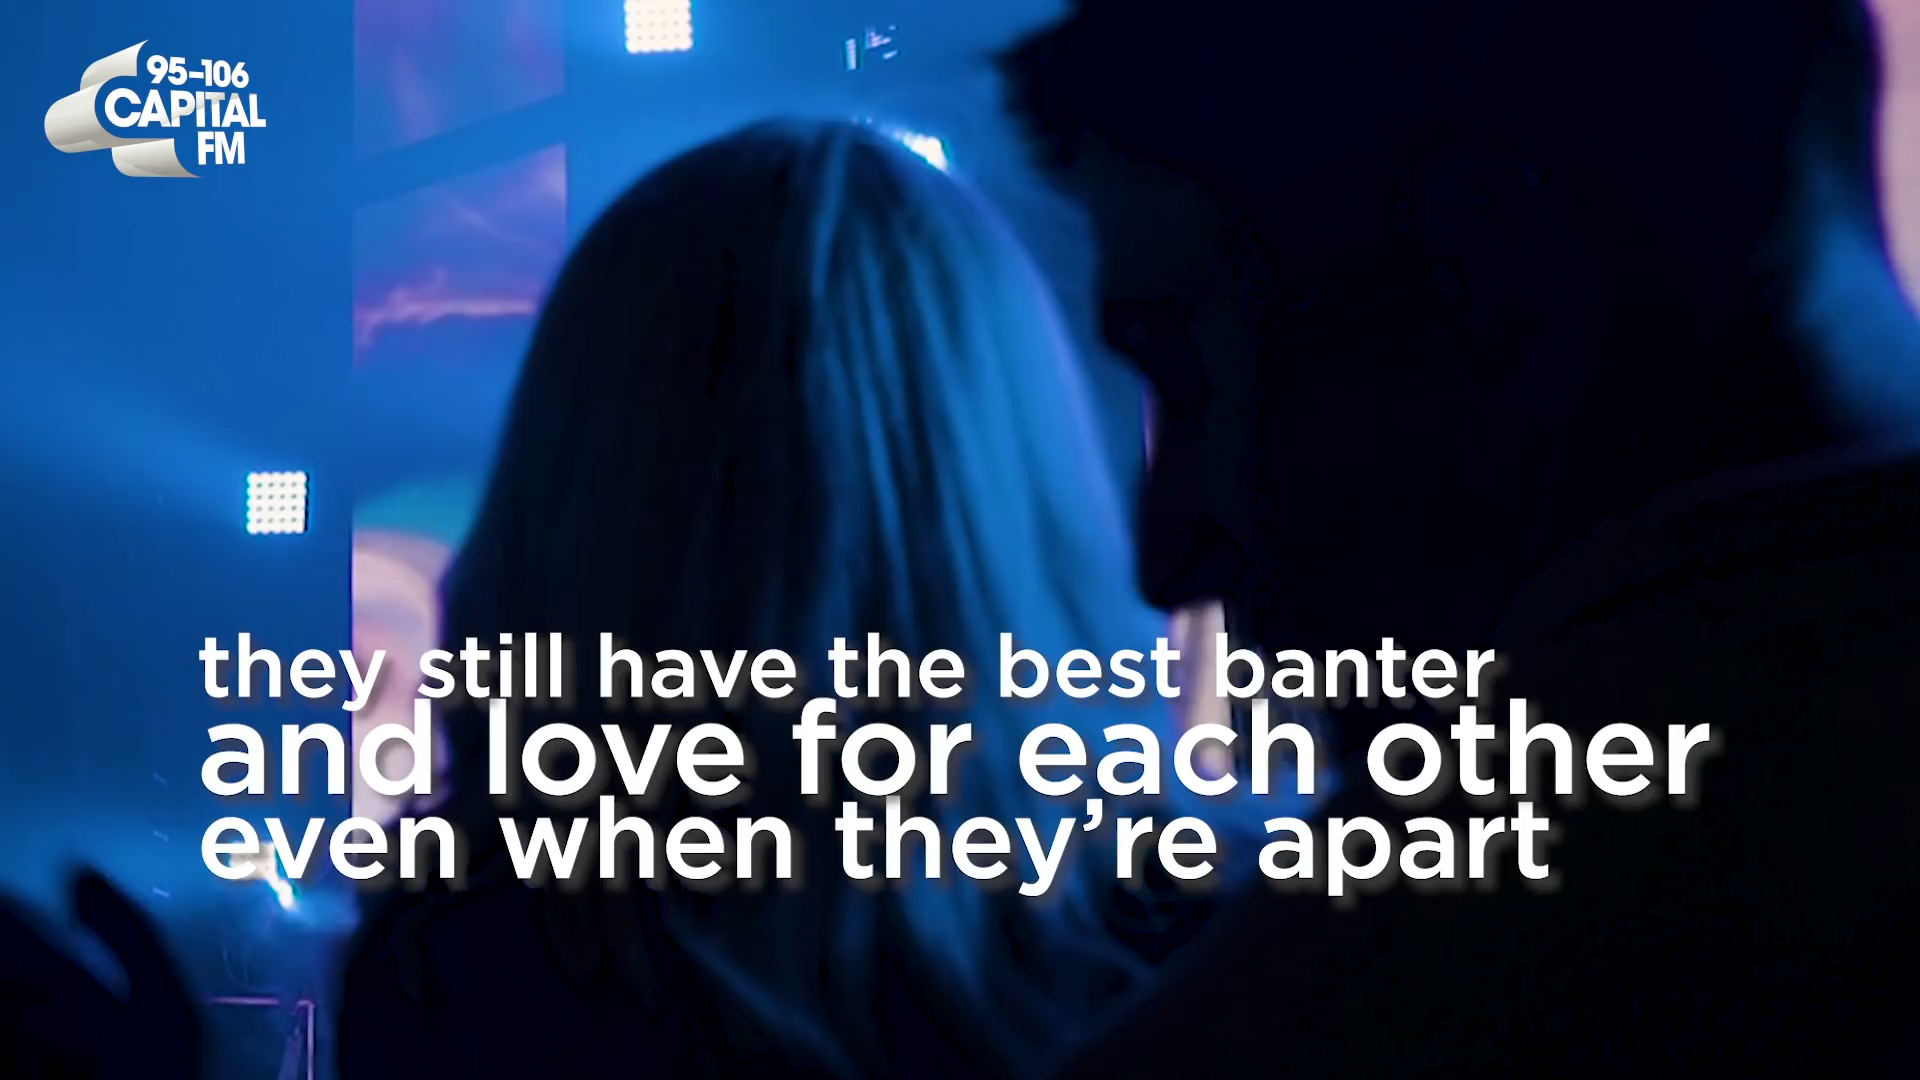 95-106
CAPITAL
FM
they still have the best banter
and love for each other
even when they’re apart